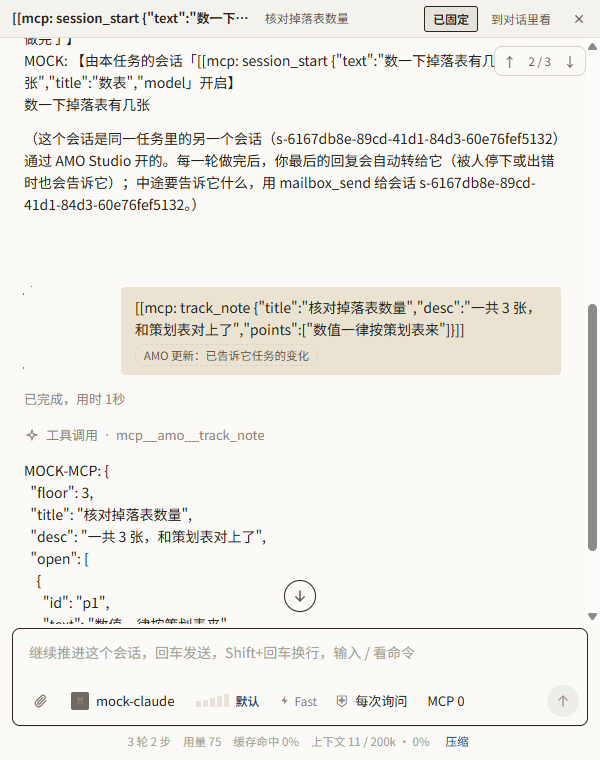 [[mcp: session_start {"text":"数一下… 核对掉落表数量 已固定 到对话里看 ×
做完了】
MOCK: 【由本任务的会话「[[mcp: session_start {"text":"数一下掉落表有几
↑ 2 / 3 ↓
张","title":"数表","model」开启】
数一下掉落表有几张
（这个会话是同一任务里的另一个会话（s-6167db8e-89cd-41d1-84d3-60e76fef5132）
通过 AMO Studio 开的。每一轮做完后，你最后的回复会自动转给它（被人停下或出错
时也会告诉它）；中途要告诉它什么，用 mailbox_send 给会话 s-6167db8e-89cd-
41d1-84d3-60e76fef5132。）
[[mcp: track_note {"title":"核对掉落表数量","desc":"一共 3 张，
和策划表对上了","points":["数值一律按策划表来"]}]]
AMO 更新：已告诉它任务的变化
已完成，用时 1秒
工具调用 · mcp__amo__track_note
MOCK-MCP: {
"floor": 3,
"title": "核对掉落表数量",
"desc": "一共 3 张，和策划表对上了",
"open": [
{
"id": "p1",
"text": "数值一律按策划表来"
继续推进这个会话，回车发送，Shift+回车换行，输入 / 看命令
mock-claude 默认 Fast 每次询问 MCP 0
3 轮 2 步 用量 75 缓存命中 0% 上下文 11 / 200k · 0% 压缩